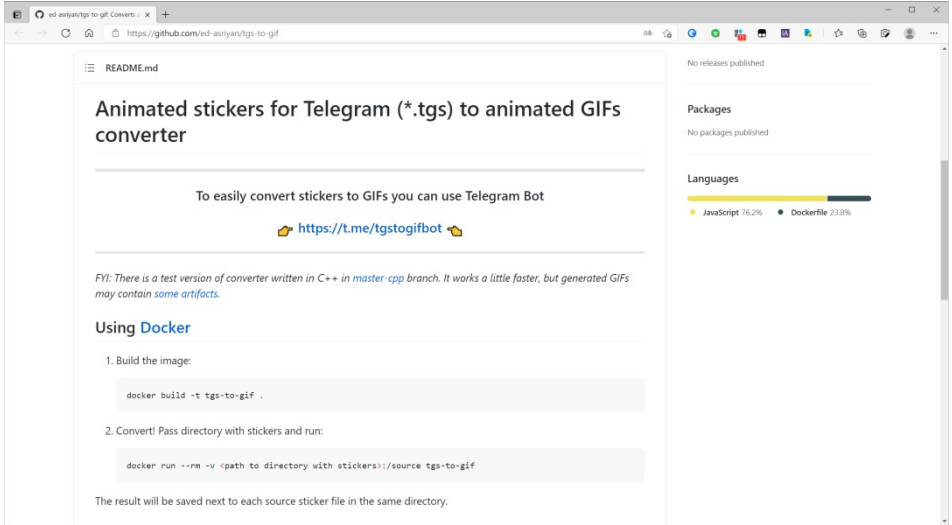 ed-asriyan/tgs-to-gif: Converts a
https://github.com/ed-asriyan/tgs-to-gif
README.md
No releases published
Animated stickers for Telegram (*.tgs) to animated GIFs
converter
Packages
No packages published
Languages
JavaScript 76.2% Dockerfile 23.8%
To easily convert stickers to GIFs you can use Telegram Bot
https://t.me/tgstogifbot
FYI: There is a test version of converter written in C++ in master-cpp branch. It works a little faster, but generated GIFs
may contain some artifacts.
Using Docker
1. Build the image:
docker build -t tgs-to-gif .
2. Convert! Pass directory with stickers and run:
docker run --rm -v <path to directory with stickers>:/source tgs-to-gif
The result will be saved next to each source sticker file in the same directory.